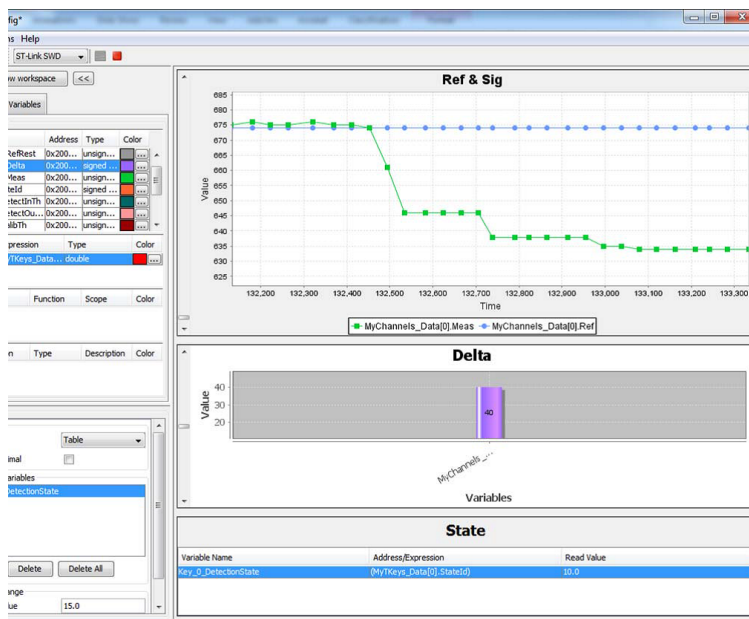 fig*
ns Help
ST-Link SWD
ow workspace <<
Variables
Address Type Color
RefRest 0x200... unsign... ...
Delta 0x200... signed ... ...
Meas 0x200... unsign... ...
teId 0x200... signed ... ...
etectInTh 0x200... unsign... ...
etectOu... 0x200... unsign... ...
libTh 0x200... unsign... ...
xpression Type Color
yTKeys_Data... double ...
Function Scope Color
n Type Description Color
Table
imal
ariables
DetectionState
Delete Delete All
ange
lue 15.0
Ref & Sig
685
680
675
670
665
660
655
650
645
640
635
630
625
Value
132,200 132,300 132,400 132,500 132,600 132,700 132,800 132,900 133,000 133,100 133,200 133,300
Time
MyChannels_Data[0].Meas MyChannels_Data[0].Ref
Delta
40
30
20
Value
40
MyChannels_...
Variables
State
Variable Name Address/Expression Read Value
Key_0_DetectionState {MyTKeys_Data[0].StateId} 10.0